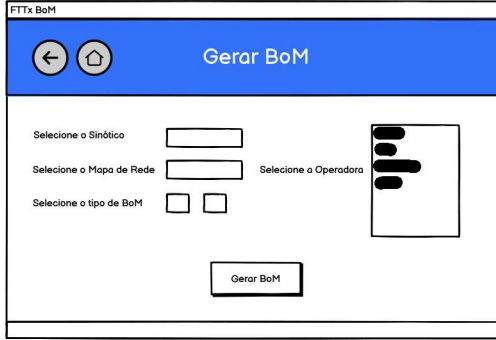 FTTx BoM
Gerar BoM
Selecione o Sinótico
Selecione o Mapa de Rede
Selecione a Operadora
Selecione o tipo de BoM
Gerar BoM